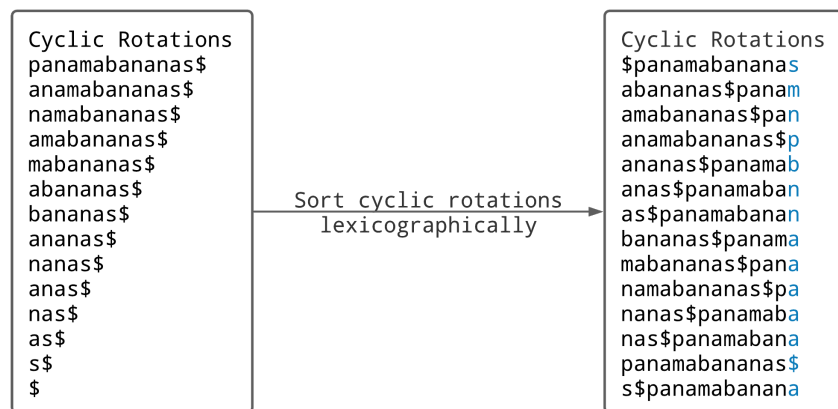 Cyclic Rotations
panamabananas$
anamabananas$
namabananas$
amabananas$
mabananas$
abananas$
bananas$
ananas$
nanas$
anas$
nas$
as$
s$
$
Sort cyclic rotations
lexicographically
Cyclic Rotations
$panamabananas
abananas$panam
amabananas$pan
anamabananas$p
ananas$panamab
anas$panamaban
as$panamabanan
bananas$panama
mabananas$pana
namabananas$pa
nanas$panamaba
nas$panamabana
panamabananas$
s$panamabanana